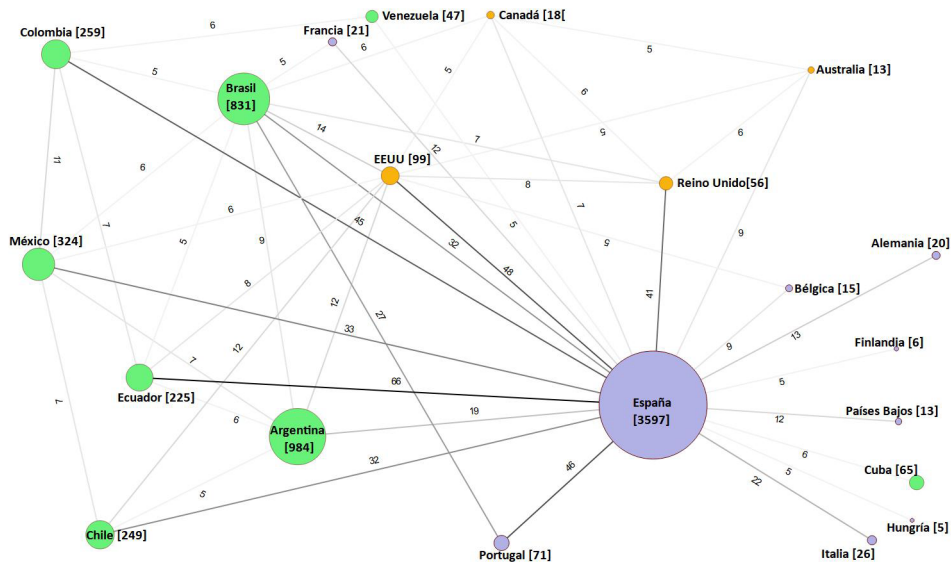 Venezuela [47]
Canadá [18[
6
Francia [21]
Colombia [259]
6
5
5
Australia [13]
5
5
Brasil
[831]
6
14
5
6
7
12
EEUU [99]
11
6
8
Reino Unido[56]
6
45
7
5
7
México [324]
5
9
32
5
9
Alemania [20]
48
8
Bélgica [15]
41
12
27
33
13
Finlandia [6]
12
9
7
66
5
Ecuador [225]
España
[3597]
Países Bajos [13]
7
6
Argentina
[984]
19
12
32
6
Cuba [65]
46
5
22
5
Chile [249]
Hungría [5]
Portugal [71]
Italia [26]